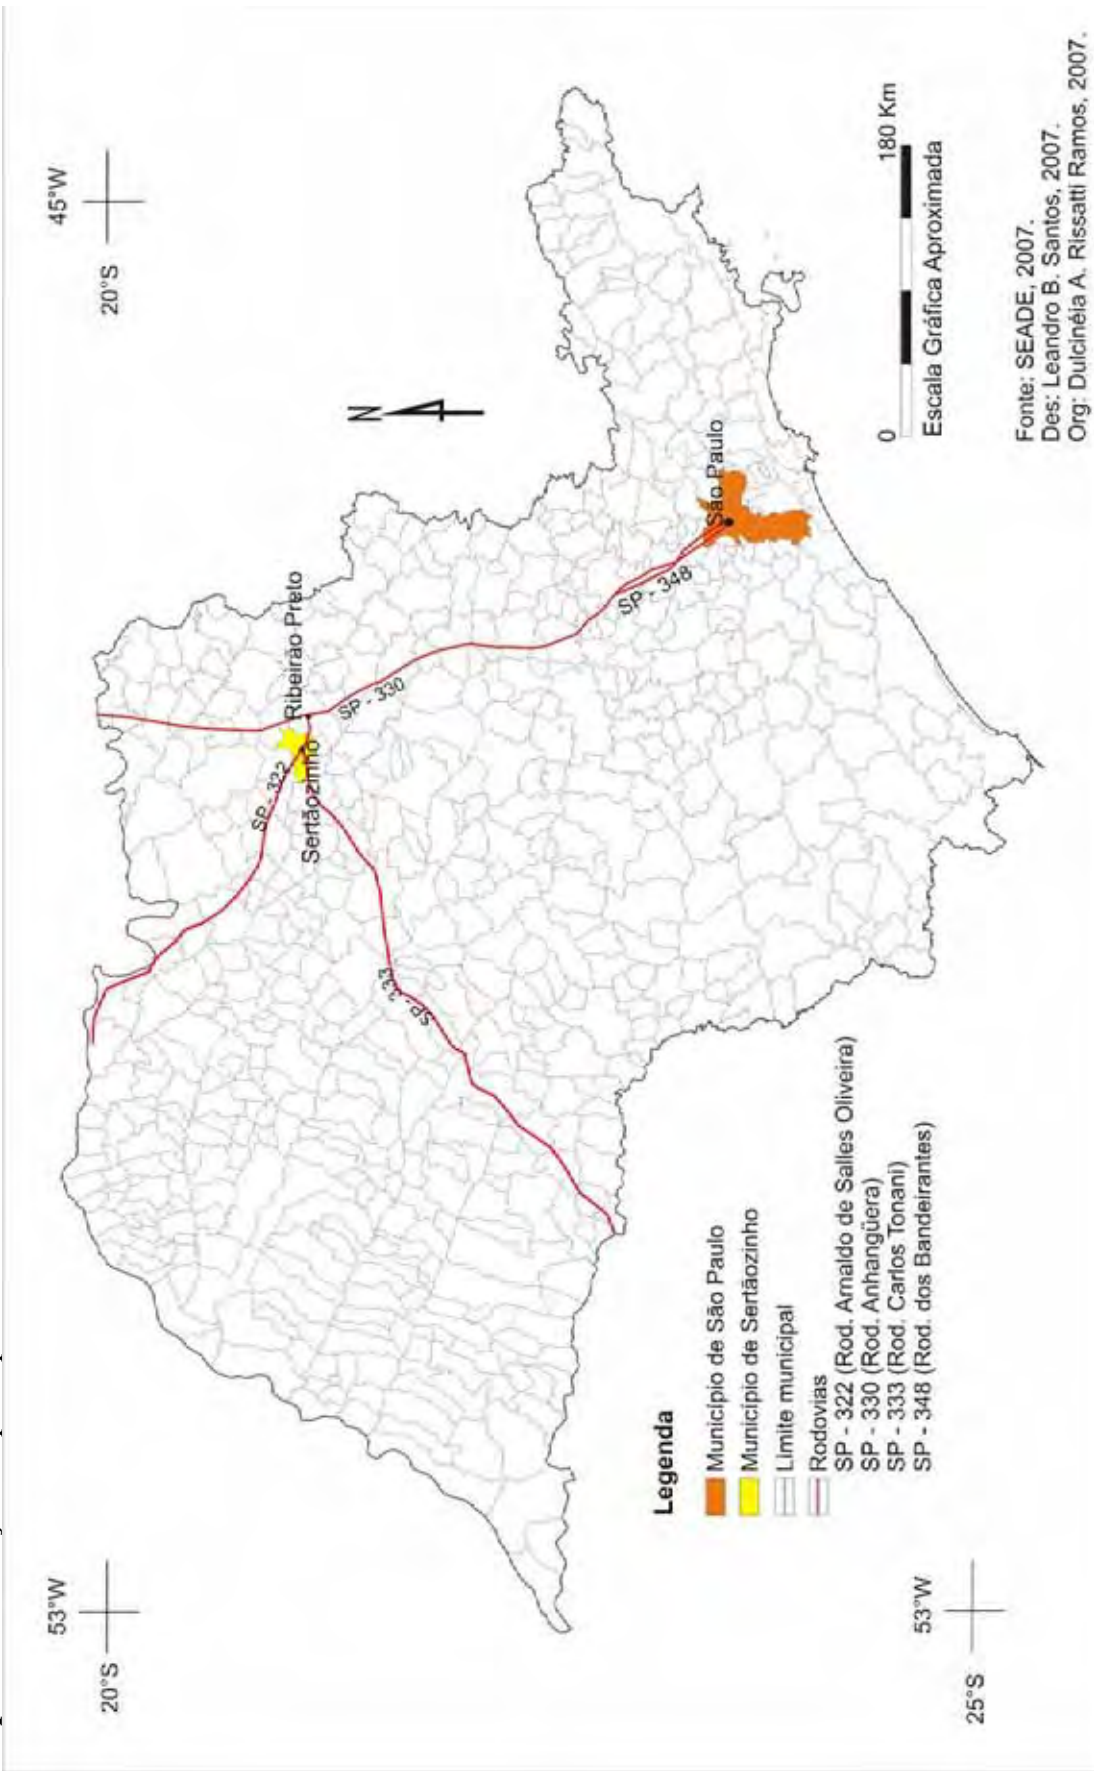 53°W
45°W
20°S
20°S
N
Ribeirão Preto
SP - 322
Sertãozinho
SP - 330
SP - 333
SP - 348
São Paulo
Legenda
Município de São Paulo
Município de Sertãozinho
Limite municipal
Rodovias
SP - 322 (Rod. Arnaldo de Salles Oliveira)
SP - 330 (Rod. Anhangüera)
SP - 333 (Rod. Carlos Tonani)
SP - 348 (Rod. dos Bandeirantes)
0
180 Km
Escala Gráfica Aproximada
53°W
25°S
Fonte: SEADE, 2007.
Des: Leandro B. Santos, 2007.
Org: Dulcinéia A. Rissatti Ramos, 2007.